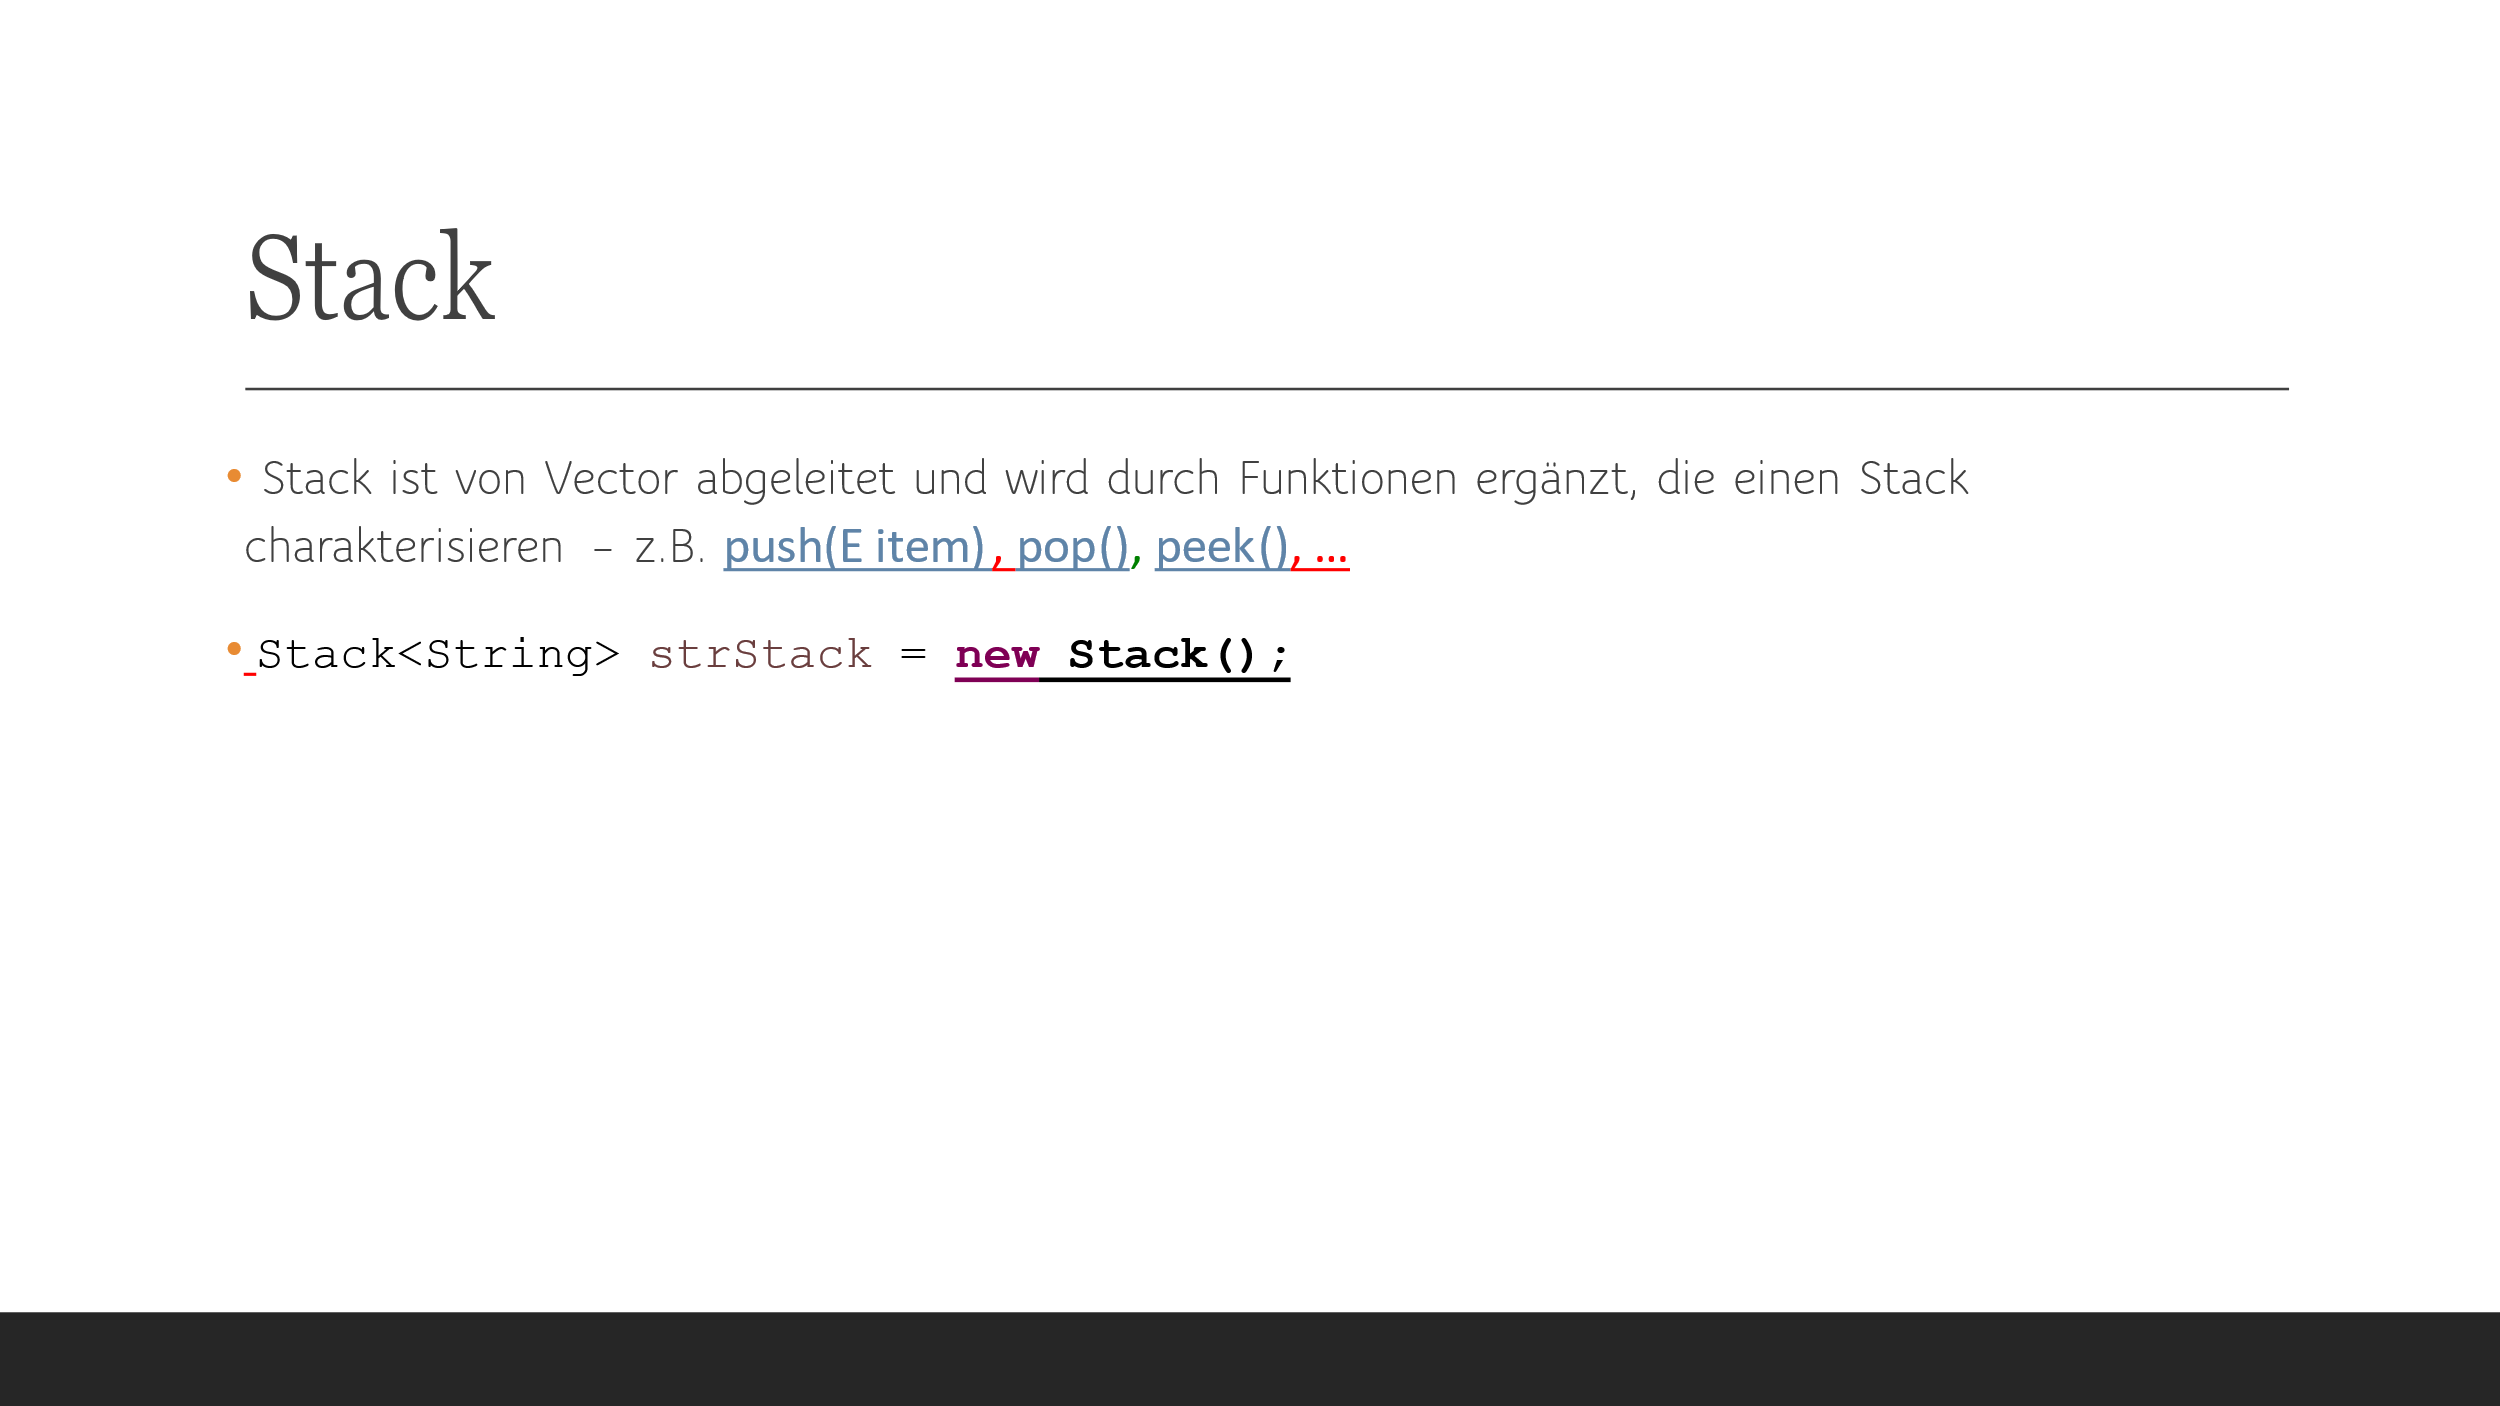 Stack
• Stack ist von Vector abgeleitet und wird durch Funktionen ergänzt, die einen Stack
charakterisieren – z.B. push(E item), pop(), peek(), …
• Stack<String> strStack = new Stack();